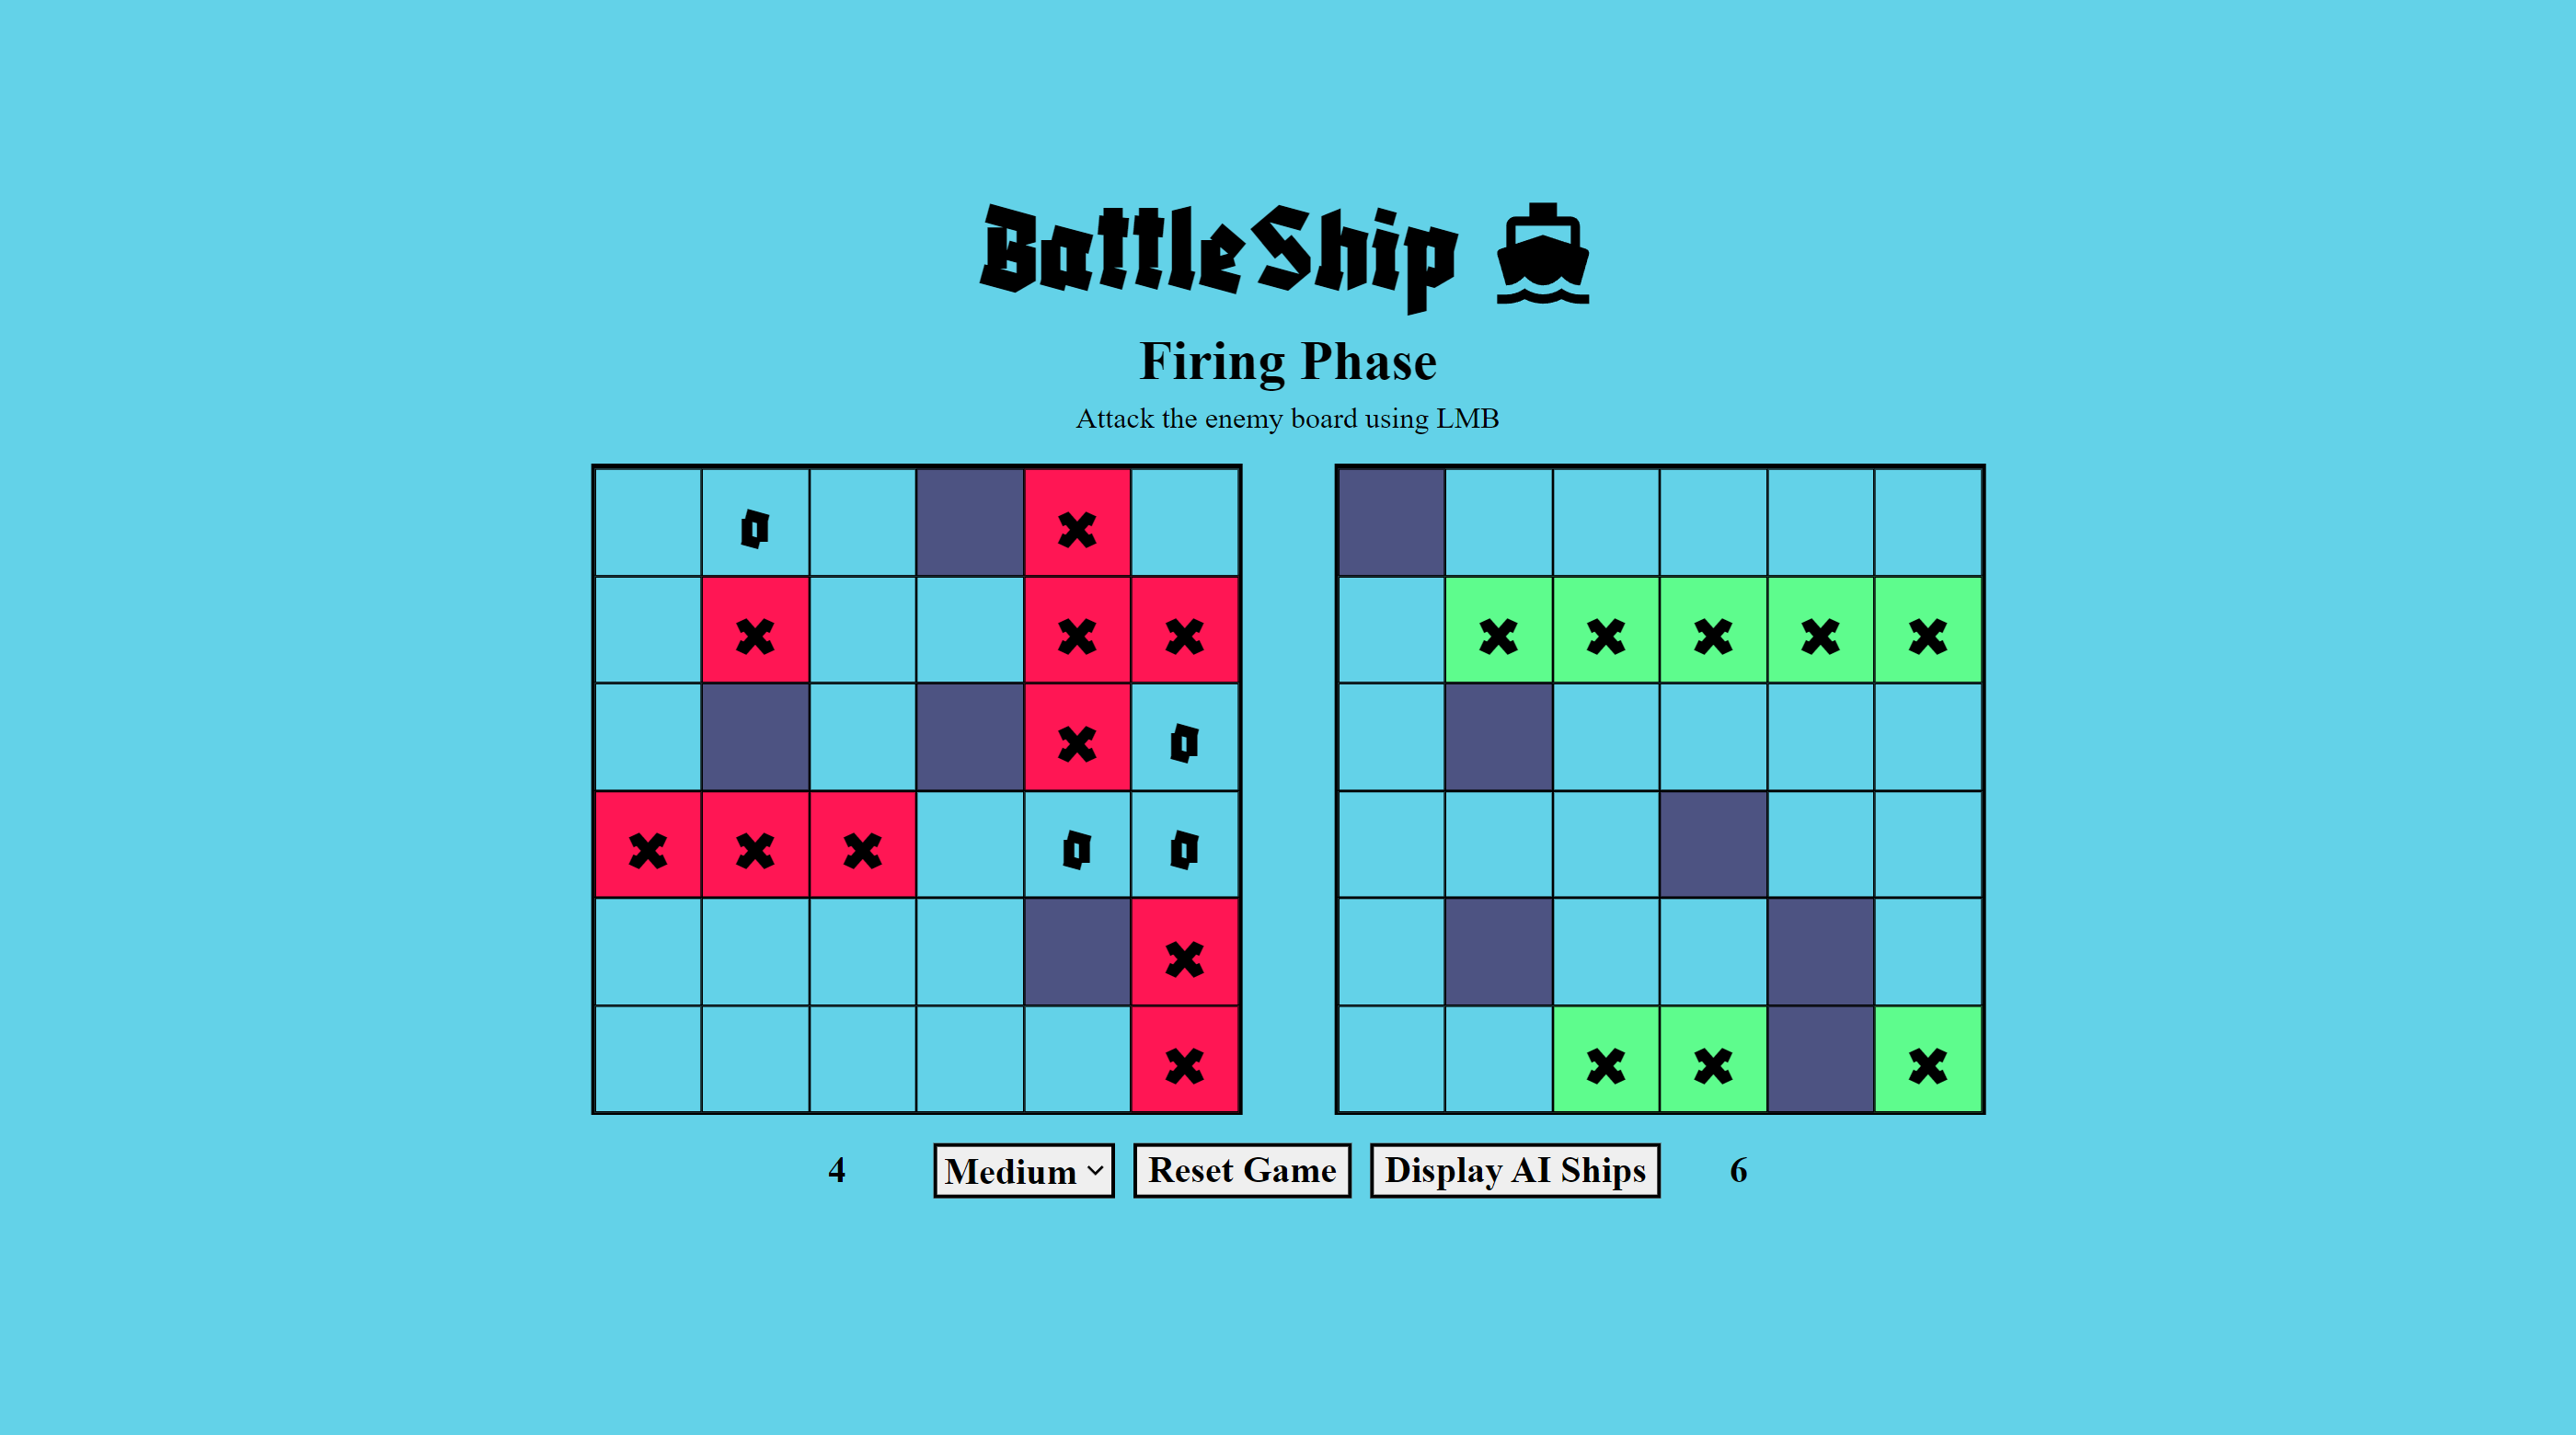 BattleShip
Firing Phase
Attack the enemy board using LMB
o x
x x x x x x x x
x o
x x x o o
x
x x x x
4 Medium Reset Game Display AI Ships 6